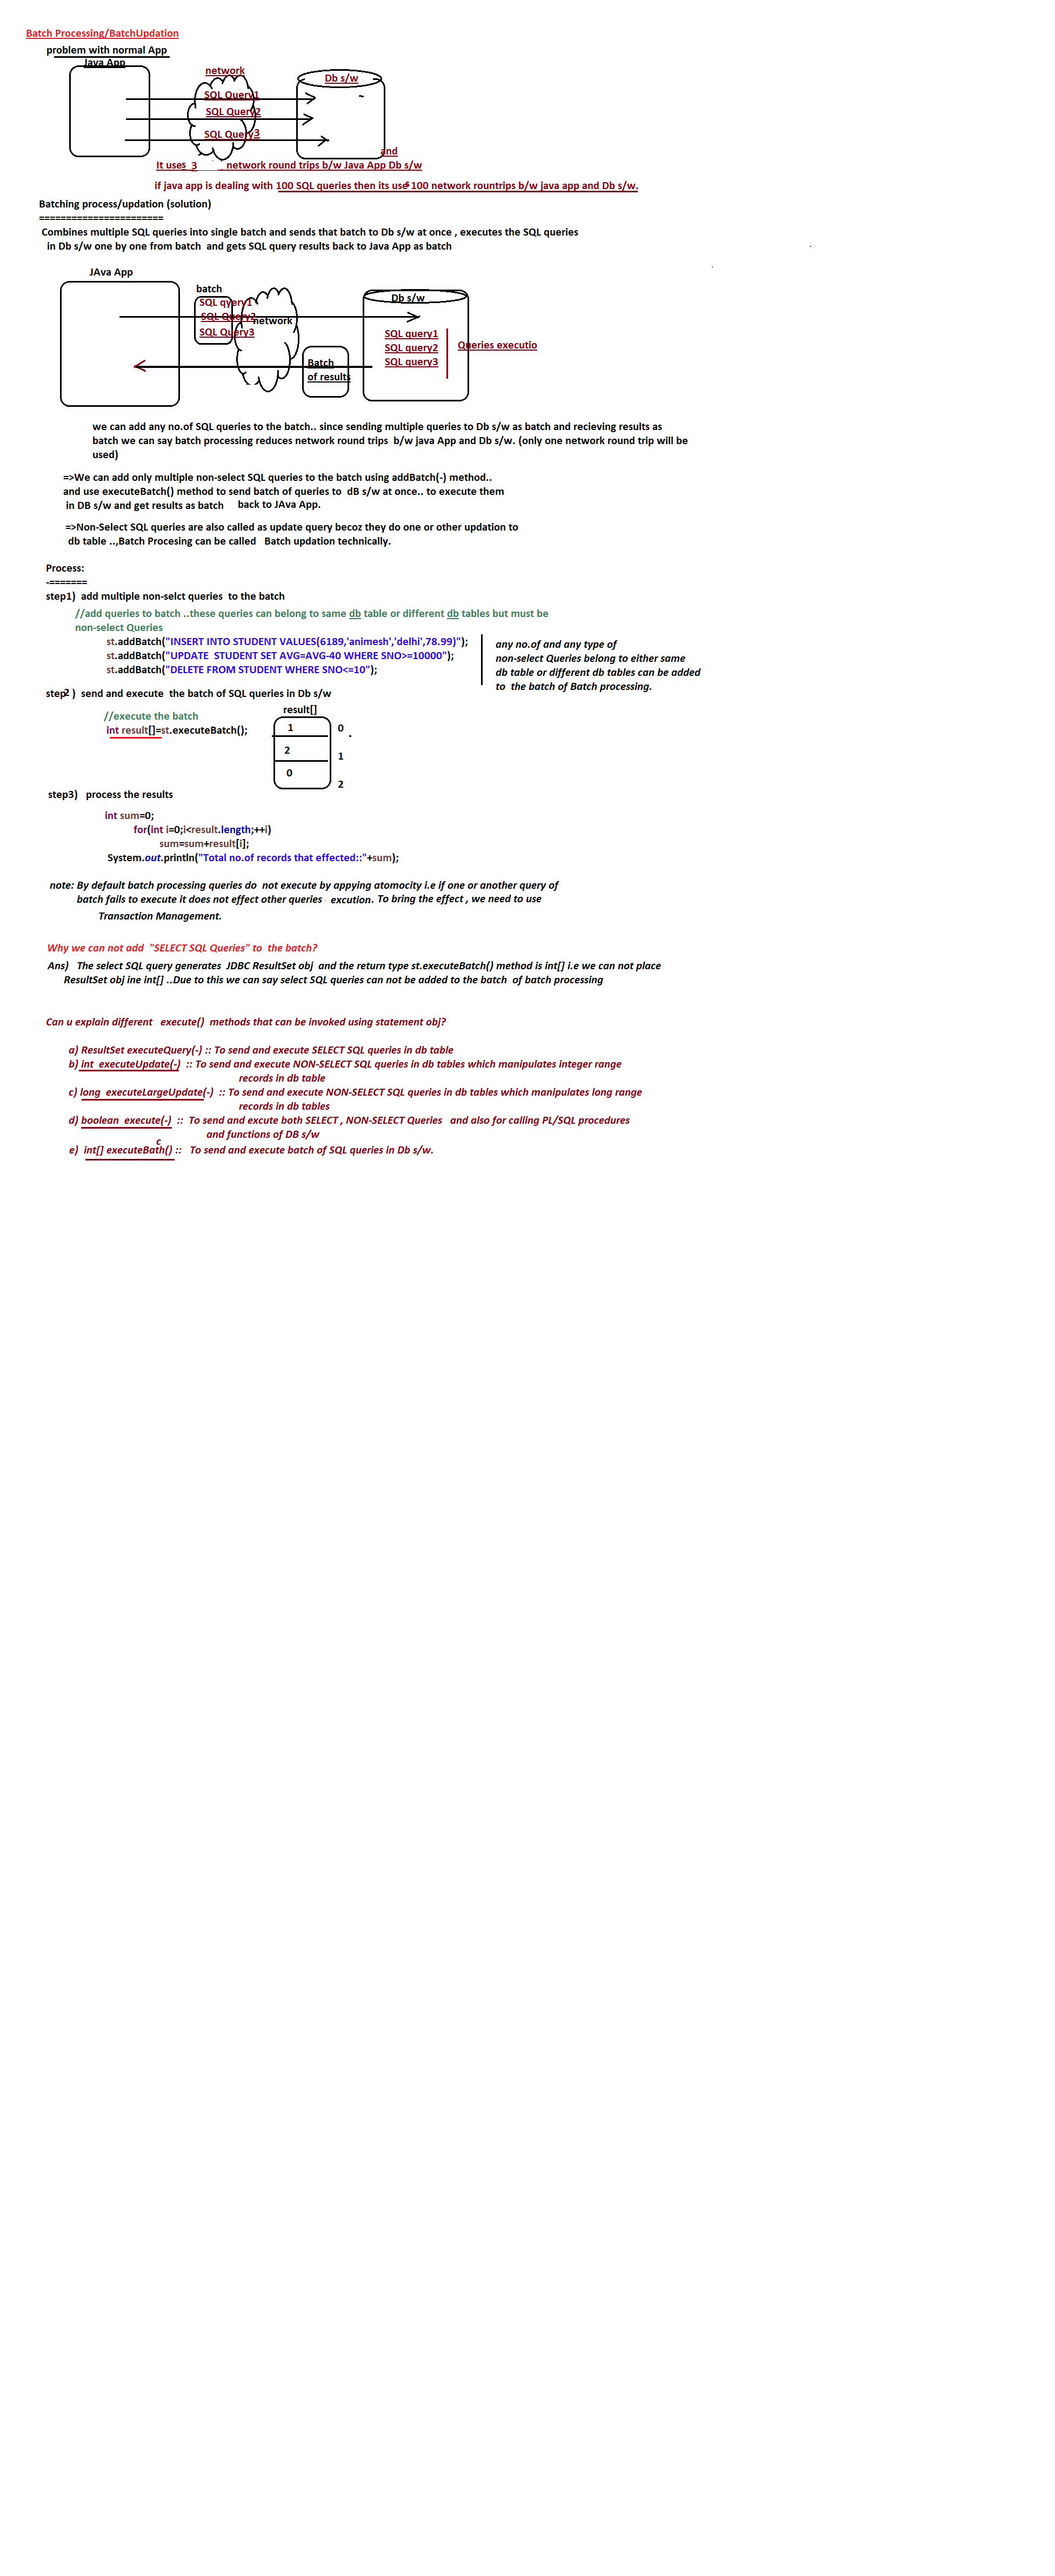 Batch Processing/BatchUpdation
problem with normal App
Java App
network
Db s/w
SQL Query1
SQL Query2
SQL Query3
and
It uses 3 network round trips b/w Java App Db s/w
if java app is dealing with 100 SQL queries then its uses 100 network rountrips b/w java app and Db s/w.
Batching process/updation (solution)
=======================
Combines multiple SQL queries into single batch and sends that batch to Db s/w at once , executes the SQL queries
in Db s/w one by one from batch and gets SQL query results back to Java App as batch
JAva App
batch
Db s/w
SQL qyery1
SQL Query2
network
SQL Query3
SQL query1
SQL query2
SQL query3
Queries executio
Batch
of results
we can add any no.of SQL queries to the batch.. since sending multiple queries to Db s/w as batch and recieving results as
batch we can say batch processing reduces network round trips b/w java App and Db s/w. (only one network round trip will be
used)
=>We can add only multiple non-select SQL queries to the batch using addBatch(-) method..
and use executeBatch() method to send batch of queries to dB s/w at once.. to execute them
in DB s/w and get results as batch back to JAva App.
=>Non-Select SQL queries are also called as update query becoz they do one or other updation to
db table ..,Batch Procesing can be called Batch updation technically.
Process:
-=======
step1) add multiple non-selct queries to the batch
//add queries to batch ..these queries can belong to same db table or different db tables but must be
non-select Queries
st.addBatch("INSERT INTO STUDENT VALUES(6189,'animesh','delhi',78.99)");
st.addBatch("UPDATE STUDENT SET AVG=AVG-40 WHERE SNO>=10000");
st.addBatch("DELETE FROM STUDENT WHERE SNO<=10");
any no.of and any type of
non-select Queries belong to either same
db table or different db tables can be added
to the batch of Batch processing.
step2 ) send and execute the batch of SQL queries in Db s/w
result[]
//execute the batch
int result[]=st.executeBatch();
1 0
2 1
0 2
step3) process the results
int sum=0;
for(int i=0;i<result.length;++i)
sum=sum+result[i];
System.out.println("Total no.of records that effected::"+sum);
note: By default batch processing queries do not execute by appying atomocity i.e if one or another query of
batch fails to execute it does not effect other queries excution. To bring the effect , we need to use
Transaction Management.
Why we can not add "SELECT SQL Queries" to the batch?
Ans) The select SQL query generates JDBC ResultSet obj and the return type st.executeBatch() method is int[] i.e we can not place
ResultSet obj ine int[] ..Due to this we can say select SQL queries can not be added to the batch of batch processing
Can u explain different execute() methods that can be invoked using statement obj?
a) ResultSet executeQuery(-) :: To send and execute SELECT SQL queries in db table
b) int executeUpdate(-) :: To send and execute NON-SELECT SQL queries in db tables which manipulates integer range
records in db table
c) long executeLargeUpdate(-) :: To send and execute NON-SELECT SQL queries in db tables which manipulates long range
records in db tables
d) boolean execute(-) :: To send and excute both SELECT , NON-SELECT Queries and also for calling PL/SQL procedures
and functions of DB s/w
c
e) int[] executeBath() :: To send and execute batch of SQL queries in Db s/w.